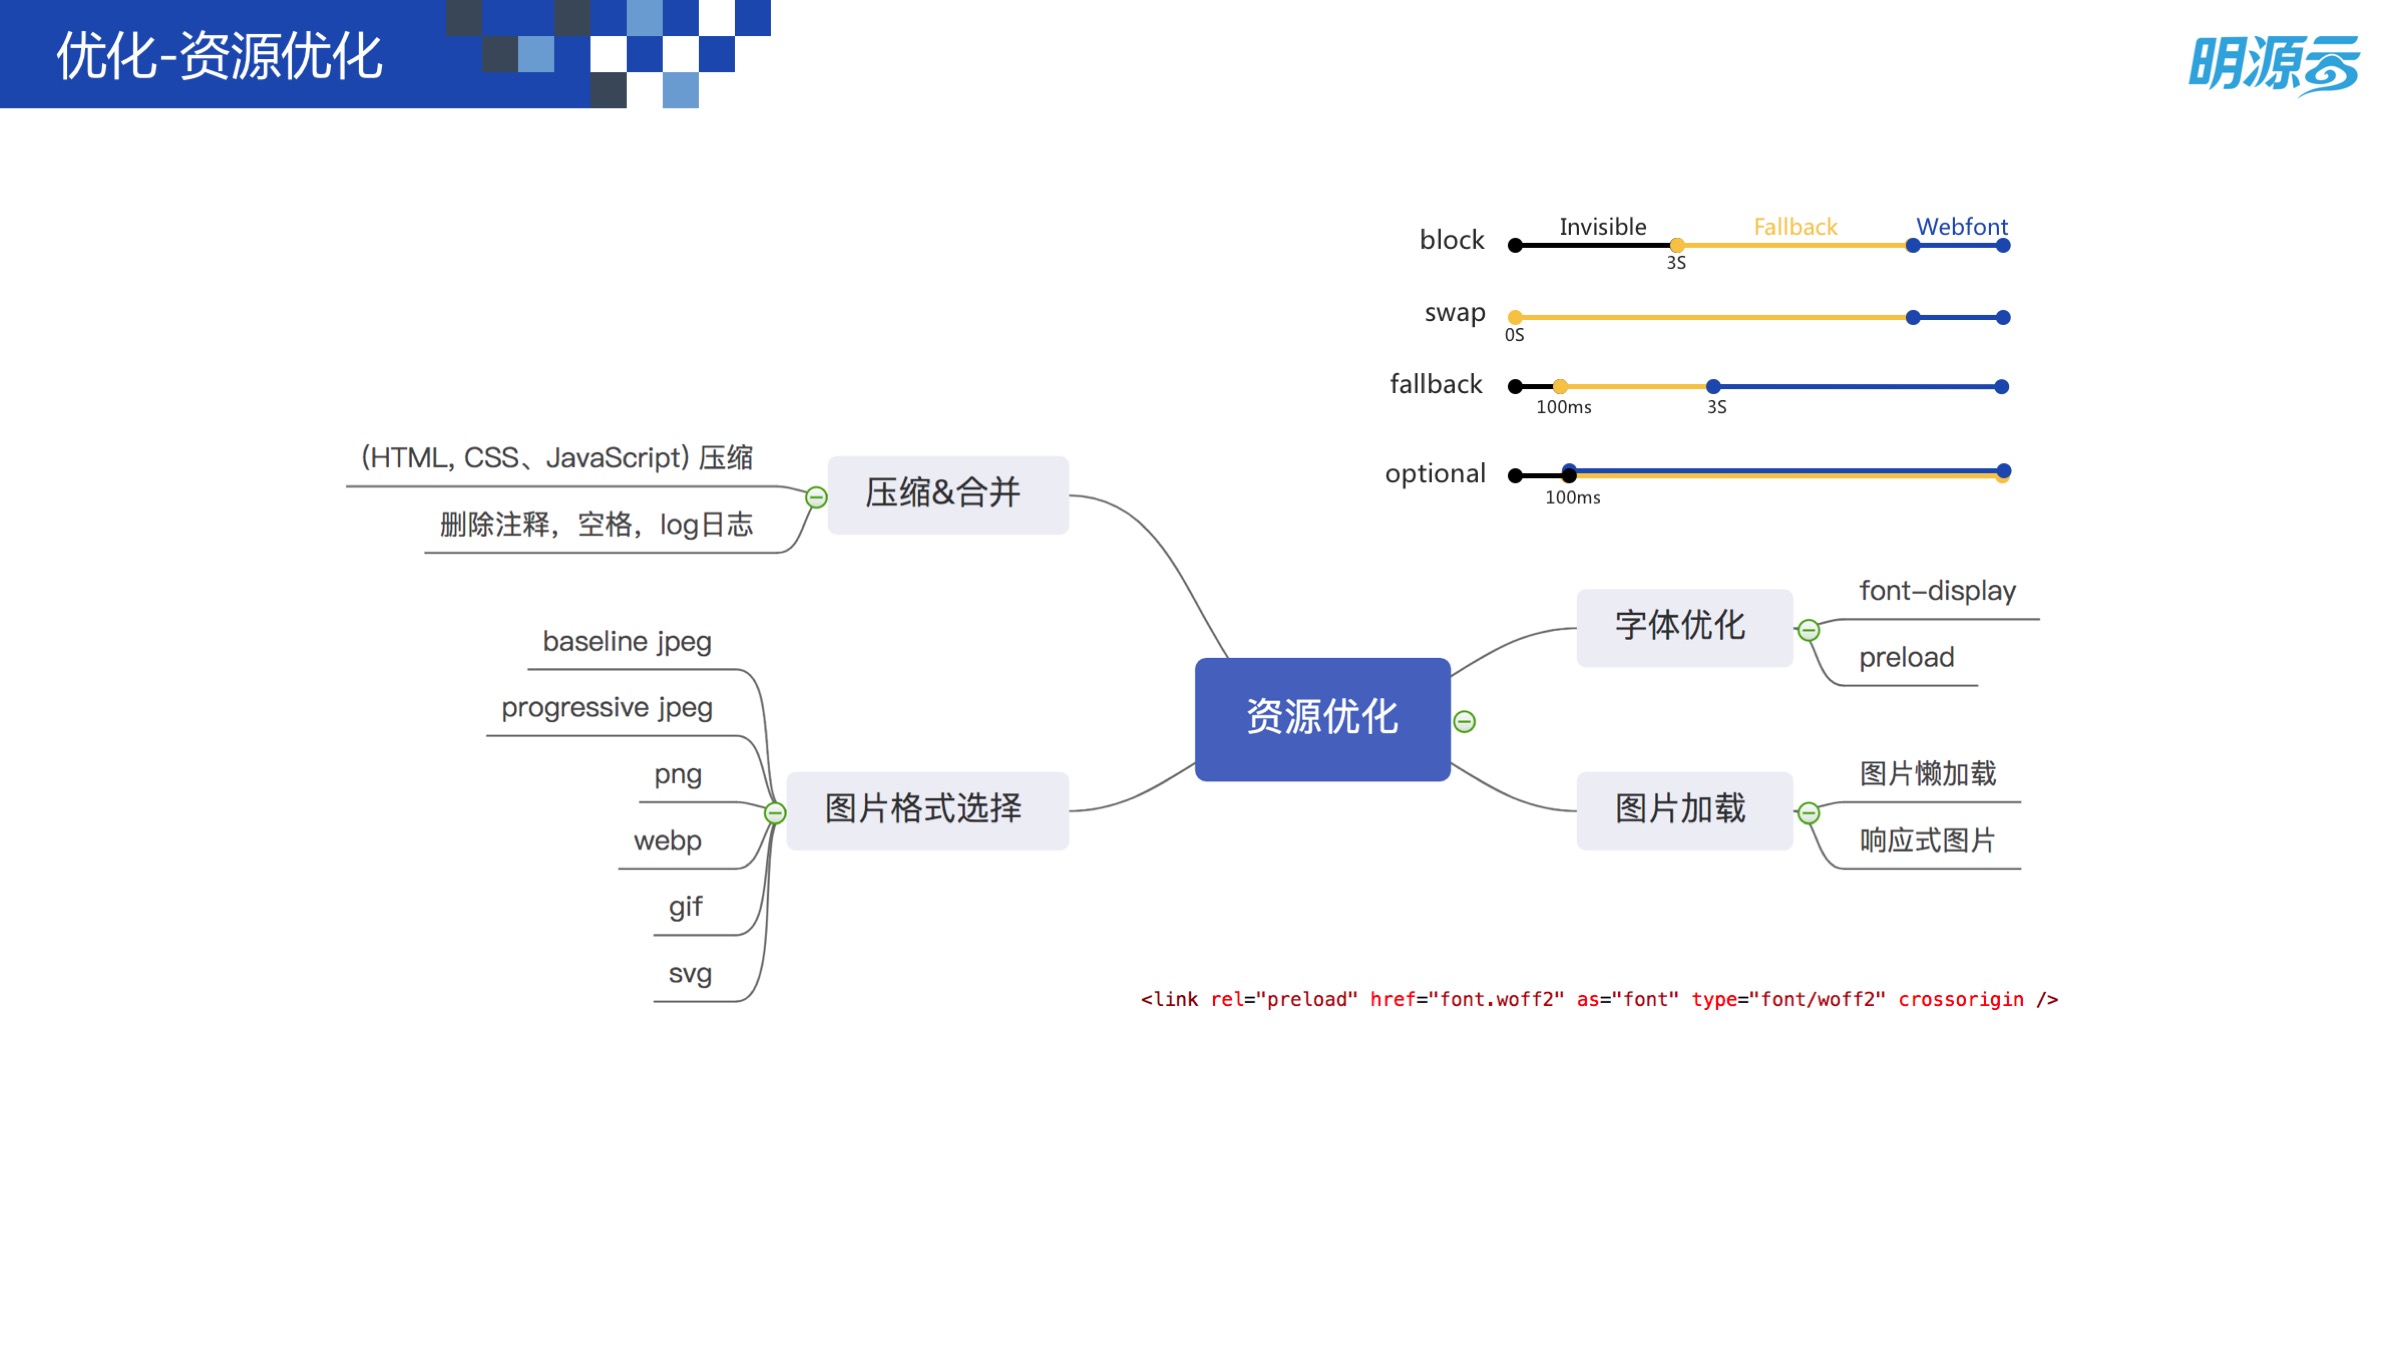 优化-资源优化
明源云
block
Invisible
Fallback
Webfont
3S
swap
0S
fallback
100ms
3S
optional
100ms
(HTML, CSS、JavaScript) 压缩
删除注释，空格，log日志
压缩&合并
baseline jpeg
progressive jpeg
png
webp
gif
svg
图片格式选择
资源优化
字体优化
font-display
preload
图片加载
图片懒加载
响应式图片
<link rel="preload" href="font.woff2" as="font" type="font/woff2" crossorigin />